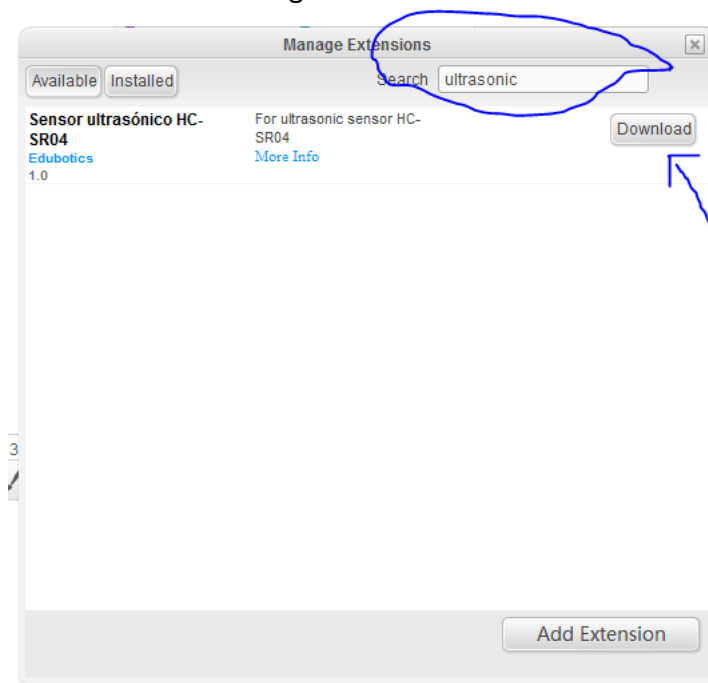 Manage Extensions
Available Installed Search ultrasonic
Sensor ultrasónico HC-
SR04
Edubotics
1.0
For ultrasonic sensor HC-
SR04
More Info
Download
3
Add Extension